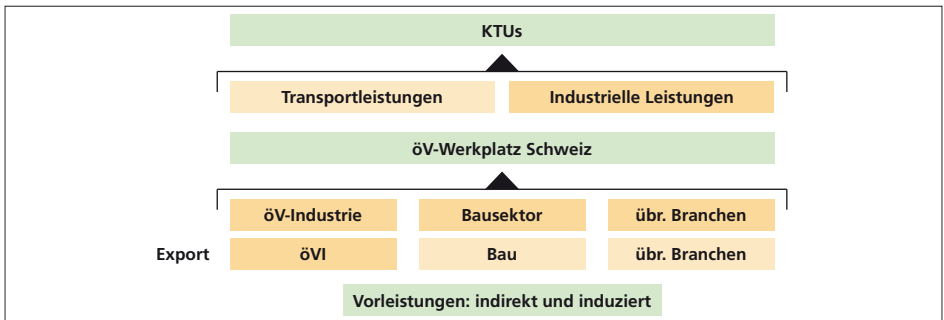 KTUs
Transportleistungen
Industrielle Leistungen
öV-Werkplatz Schweiz
öV-Industrie
Bausektor
übr. Branchen
Export
öVI
Bau
übr. Branchen
Vorleistungen: indirekt und induziert